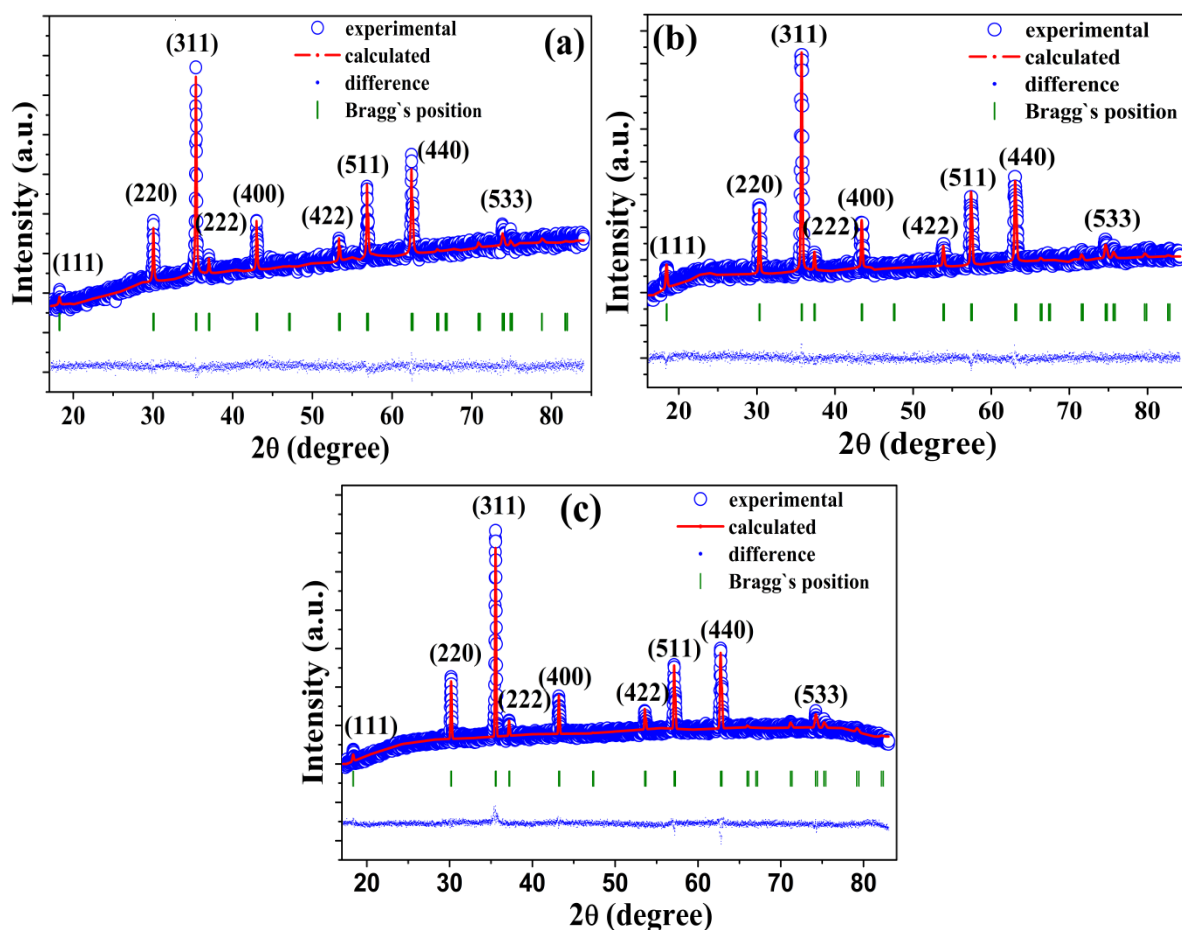 (a)
experimental
calculated
difference
Bragg`s position
(111)
(220)
(311)
(222)
(400)
(422)
(511)
(440)
(533)
Intensity (a.u.)
20 30 40 50 60 70 80
2θ (degree)
(b)
experimental
calculated
difference
Bragg`s position
(111)
(220)
(311)
(222)
(400)
(422)
(511)
(440)
(533)
Intensity (a.u.)
20 30 40 50 60 70 80
2θ (degree)
(c)
experimental
calculated
difference
Bragg`s position
(111)
(220)
(311)
(222)
(400)
(422)
(511)
(440)
(533)
Intensity (a.u.)
20 30 40 50 60 70 80
2θ (degree)